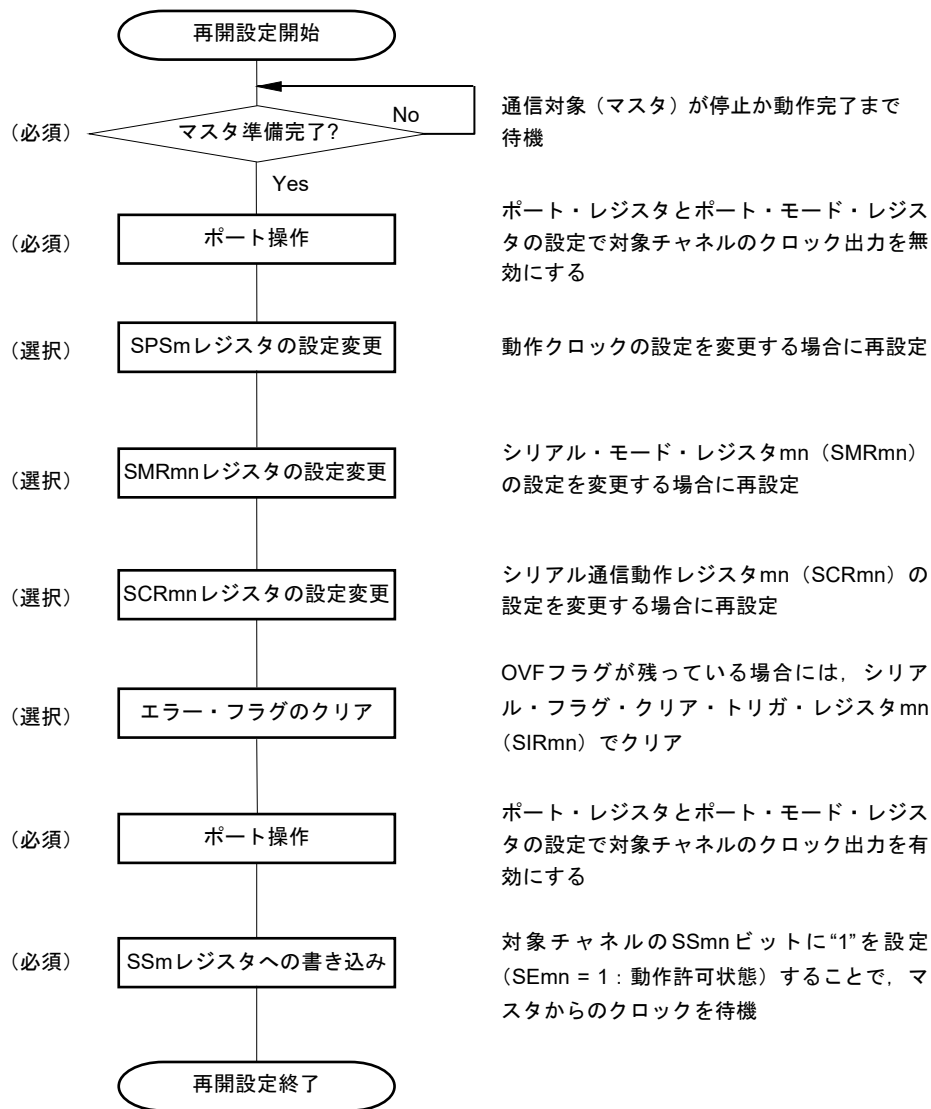 再開設定開始
No
通信対象（マスタ）が停止か動作完了まで
待機
（必須）
マスタ準備完了?
Yes
ポート・レジスタとポート・モード・レジス
タの設定で対象チャネルのクロック出力を無
効にする
（必須）
ポート操作
（選択）
SPSmレジスタの設定変更
動作クロックの設定を変更する場合に再設定
シリアル・モード・レジスタmn（SMRmn）
の設定を変更する場合に再設定
（選択）
SMRmnレジスタの設定変更
シリアル通信動作レジスタmn（SCRmn）の
設定を変更する場合に再設定
（選択）
SCRmnレジスタの設定変更
OVFフラグが残っている場合には，シリア
ル・フラグ・クリア・トリガ・レジスタmn
（SIRmn）でクリア
（選択）
エラー・フラグのクリア
ポート・レジスタとポート・モード・レジス
タの設定で対象チャネルのクロック出力を有
効にする
（必須）
ポート操作
対象チャネルのSSmnビットに“1”を設定
（SEmn = 1：動作許可状態）することで，マ
スタからのクロックを待機
（必須）
SSmレジスタへの書き込み
再開設定終了